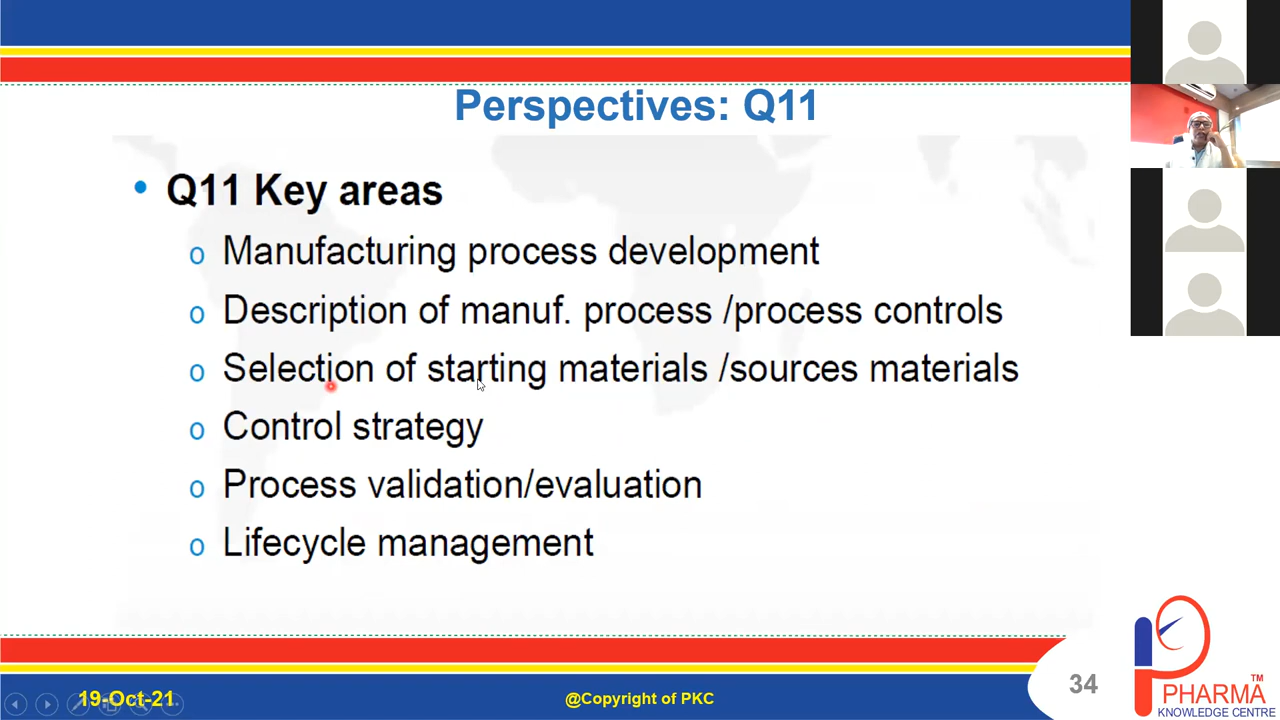 Perspectives: Q11
• Q11 Key areas
o Manufacturing process development
o Description of manuf. process /process controls
o Selection of starting materials /sources materials
o Control strategy
o Process validation/evaluation
o Lifecycle management
19-Oct-21
@Copyright of PKC
34
PHARMA™
KNOWLEDGE CENTRE